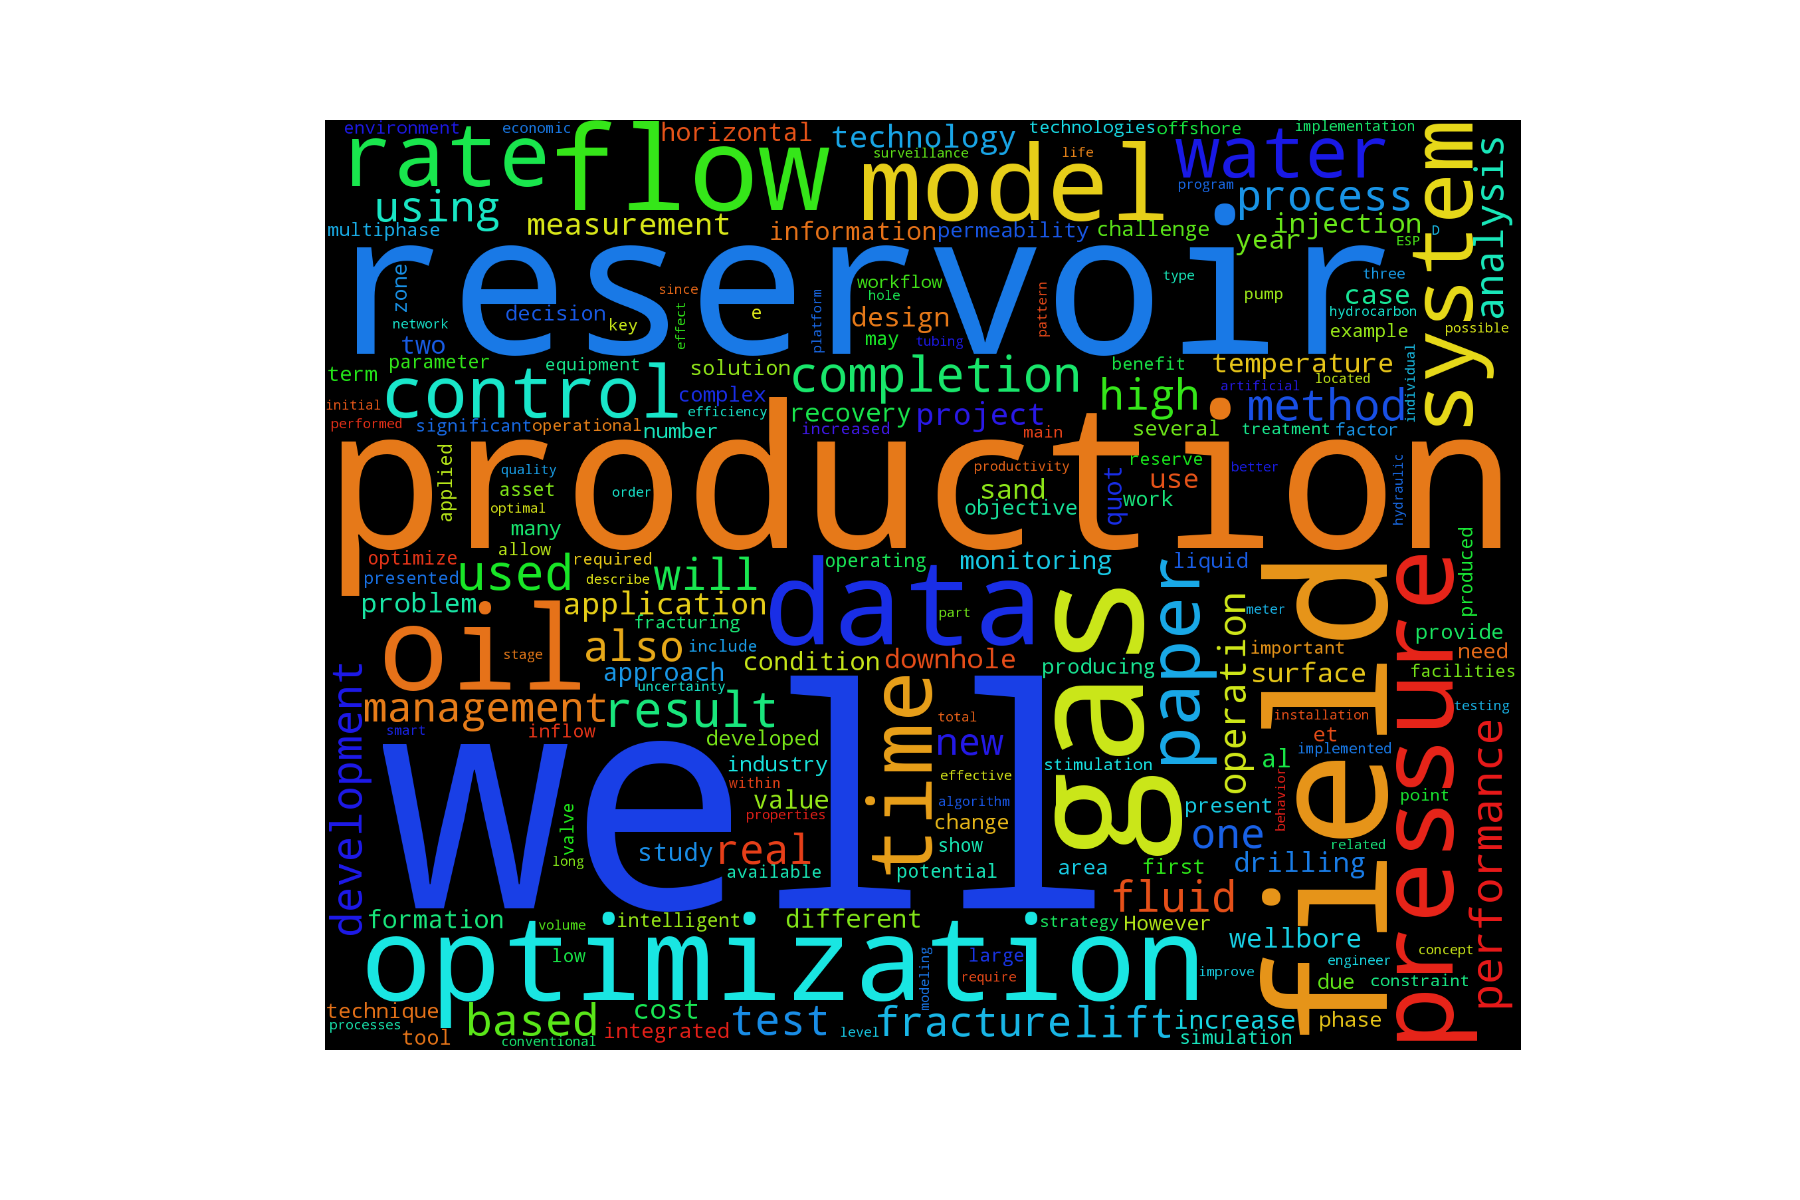 environment
economic
horizontal
technology
technologies
offshore
implementation
rate
flow
surveillance
life
model
water
program
process
system
analysis
using
measurement
multiphase
information
permeability
challenge
year
injection
ESP
D
reservoir
zone
since
workflow
hole
type
three
case
hydrocarbon
pump
decision
key
effect
e
platform
design
pattern
network
two
may
tubing
example
possible
parameter
equipment
solution
completion
benefit
temperature
term
control
complex
high
artificial
located
individual
method
initial
efficiency
recovery
project
performed
significant
operational
number
increased
main
several
treatment
factor
production
applied
quality
asset
order
optimal
many
allow
productivity
sand
objective
reserve
use
better
quot
work
hydraulic
optimize
required
operating
monitoring
liquid
produced
presented
used
describe
will
data
gas
paper
field
pressure
problem
application
fracturing
part
meter
operation
provide
oil
stage
also
include
condition
downhole
producing
important
need
approach
surface
facilities
uncertainty
development
management
result
time
total
installation
testing
smart
inflow
developed
new
et
implemented
performance
industry
effective
stimulation
al
well
within
value
algorithm
present
behavior
point
properties
change
valve
real
show
one
related
long
study
available
potential
area
first
drilling
fluid
formation
volume
intelligent
different
strategy
However
optimization
wellbore
low
modeling
large
require
improve
engineer
concept
due
constraint
technique
based
cost
test
fracture
lift
increase
phase
processes
tool
conventional
integrated
level
simulation